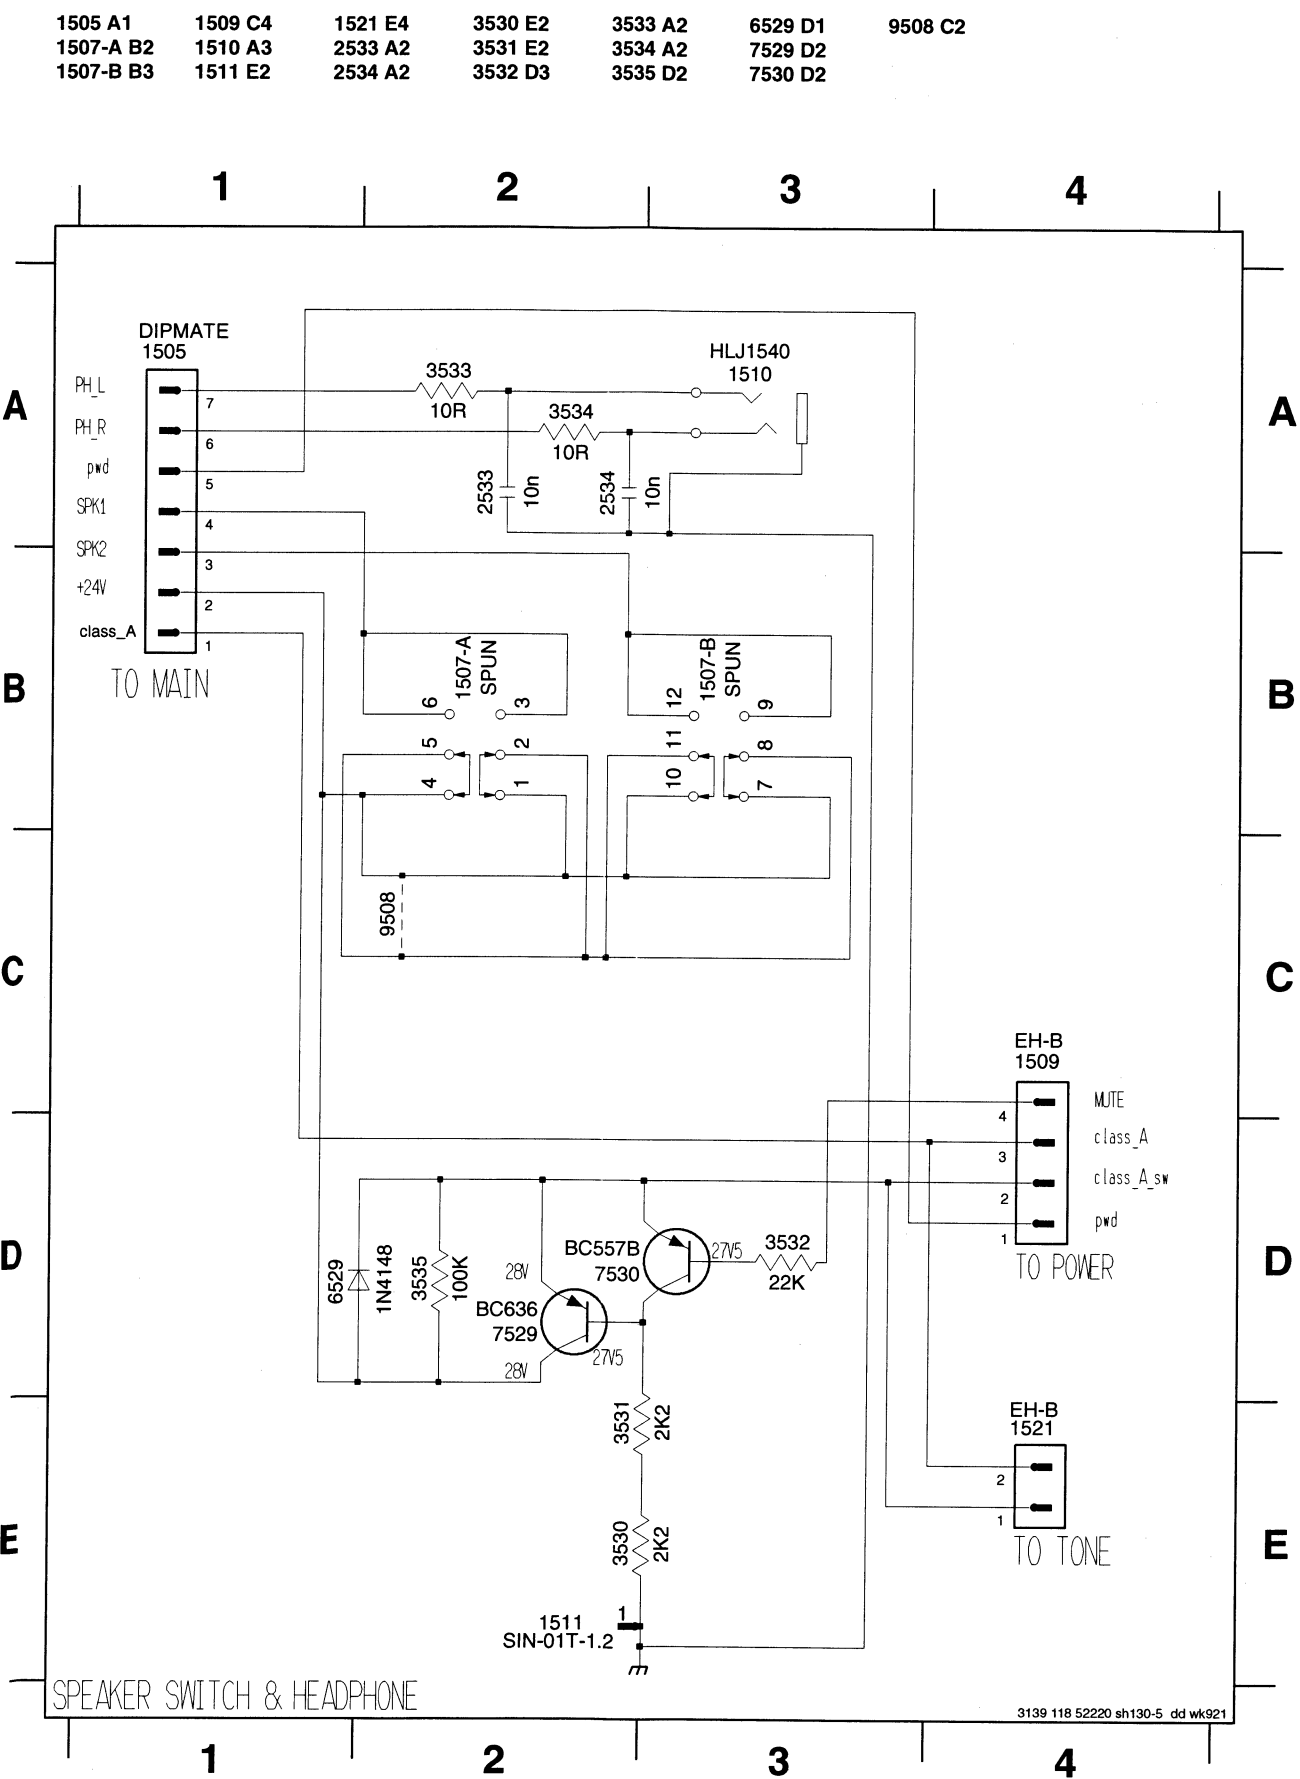 1505 A1 1509 C4 1521 E4 3530 E2 3533 A2 6529 D1 9508 C2
1507-A B2 1510 A3 2533 A2 3531 E2 3534 A2 7529 D2
1507-B B3 1511 E2 2534 A2 3532 D3 3535 D2 7530 D2
1 2 3 4
DIPMATE
1505
HLJ1540
1510
A A
PH_L 7
3533
10R
PH_R 6
3534
10R
pwd 5
2533
10n
2534
10n
SPK1 4
SPK2 3
+24V 2
class_A 1
TO MAIN
B B
1507-A
SPUN
6 3
5 2
4 1
1507-B
SPUN
12 9
11 8
10 7
9508
C C
EH-B
1509
4 MUTE
3 class_A
2 class_A_sw
1 pwd
TO POWER
D D
6529
1N4148
3535
100K
BC557B
7530
27V5
3532
22K
28V
BC636
7529
27V5
28V
3531
2K2
EH-B
1521
2
1
TO TONE
E E
3530
2K2
1511
SIN-01T-1.2
1
SPEAKER SWITCH & HEADPHONE
3139 118 52220 sh130-5 dd wk921
1 2 3 4